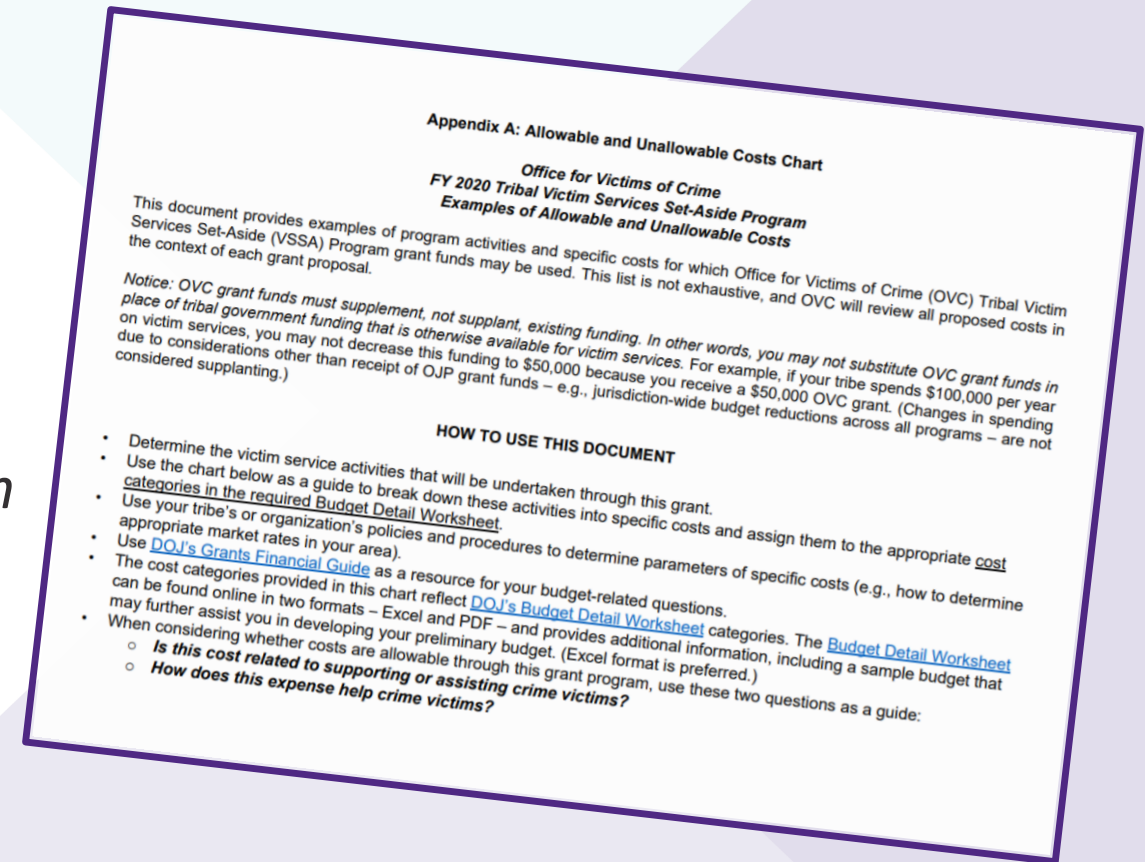 Appendix A: Allowable and Unallowable Costs Chart
Office for Victims of Crime
FY 2020 Tribal Victim Services Set-Aside Program
Examples of Allowable and Unallowable Costs
This document provides examples of program activities and specific costs for which Office for Victims of Crime (OVC) Tribal Victim
Services Set-Aside (VSSA) Program grant funds may be used. This list is not exhaustive, and OVC will review all proposed costs in
the context of each grant proposal.
Notice: OVC grant funds must supplement, not supplant, existing funding. In other words, you may not substitute OVC grant funds in
place of tribal government funding that is otherwise available for victim services. For example, if your tribe spends $100,000 per year
on victim services, you may not decrease this funding to $50,000 because you receive a $50,000 OVC grant. (Changes in spending
due to considerations other than receipt of OJP grant funds – e.g., jurisdiction-wide budget reductions across all programs – are not
considered supplanting.)
HOW TO USE THIS DOCUMENT
• Determine the victim service activities that will be undertaken through this grant.
• Use the chart below as a guide to break down these activities into specific costs and assign them to the appropriate cost
categories in the required Budget Detail Worksheet.
• Use your tribe's or organization's policies and procedures to determine parameters of specific costs (e.g., how to determine
appropriate market rates in your area).
• Use DOJ's Grants Financial Guide as a resource for your budget-related questions.
• The cost categories provided in this chart reflect DOJ's Budget Detail Worksheet categories. The Budget Detail Worksheet
can be found online in two formats – Excel and PDF – and provides additional information, including a sample budget that
may further assist you in developing your preliminary budget. (Excel format is preferred.)
• When considering whether costs are allowable through this grant program, use these two questions as a guide:
○ Is this cost related to supporting or assisting crime victims?
○ How does this expense help crime victims?